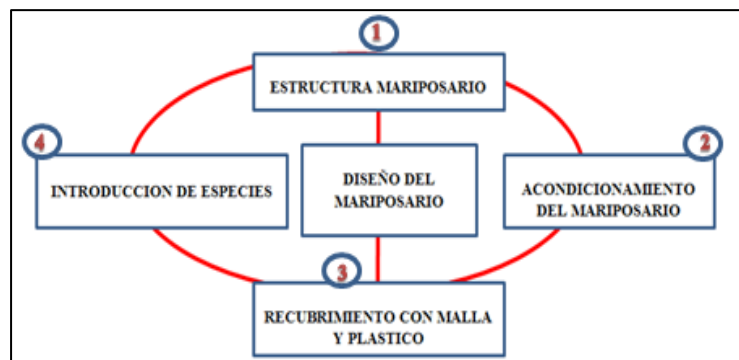 1
ESTRUCTURA MARIPOSARIO
4
2
INTRODUCCION DE ESPECIES
DISEÑO DEL
MARIPOSARIO
ACONDICIONAMIENTO
DEL MARIPOSARIO
3
RECUBRIMIENTO CON MALLA
Y PLASTICO